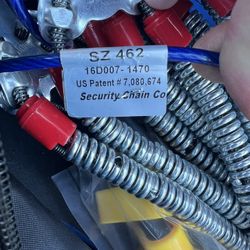 SZ 462
16D007-1470
US Patent # 7,080,674
Security Chain Co